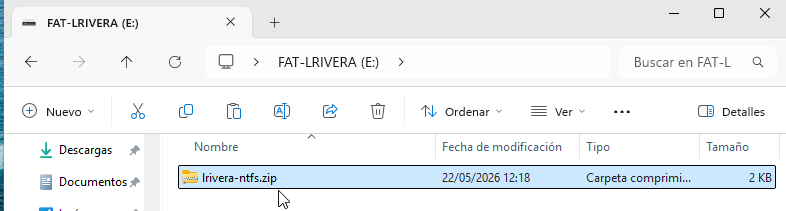 FAT-LRIVERA (E:)
FAT-LRIVERA (E:)
Buscar en FAT-L
Nuevo
Ordenar
Ver
Detalles
Nombre
Fecha de modificación
Tipo
Tamaño
Descargas
Documentos
lrivera-ntfs.zip
22/05/2026 12:18
Carpeta comprimi...
2 KB